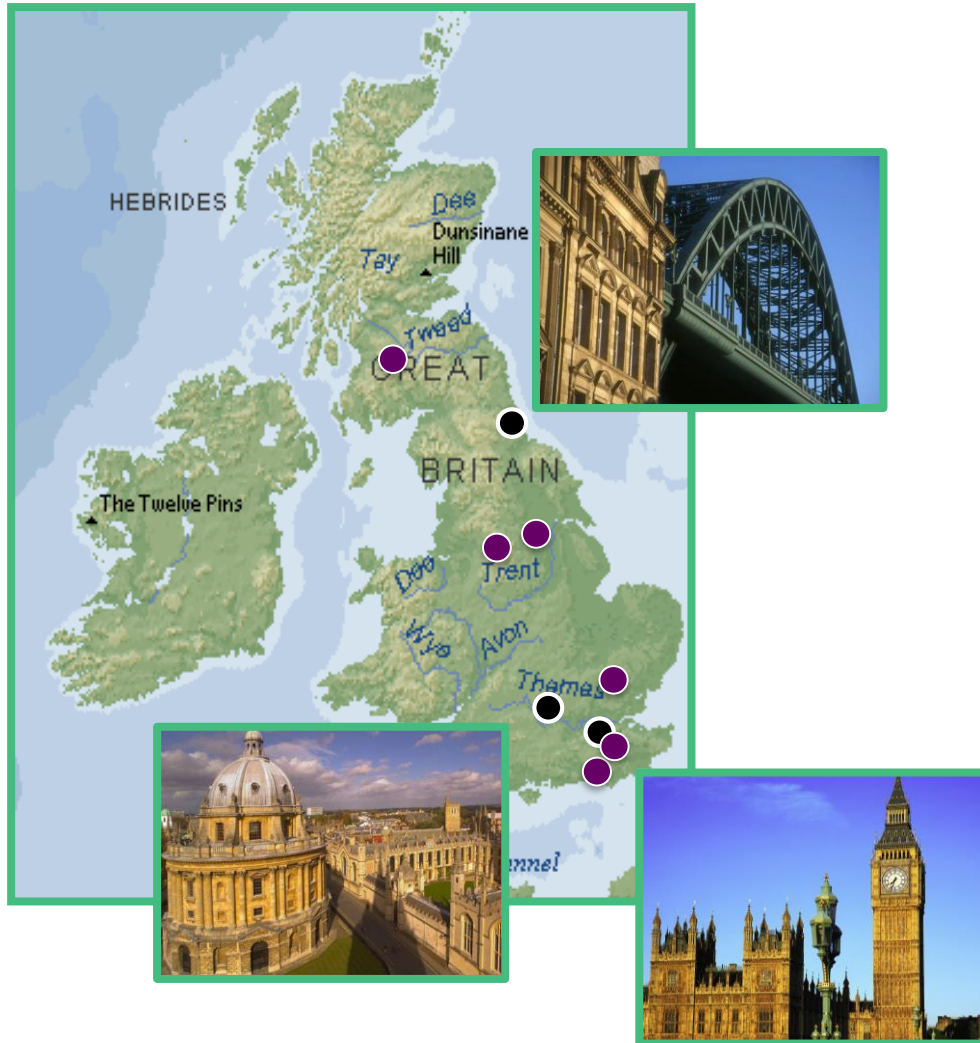 HEBRIDES
Dee
Dunsinane
Hill
Tay
Tweed
GREAT
BRITAIN
The Twelve Pins
Dee
Trent
Wye
Avon
Thames
nnel